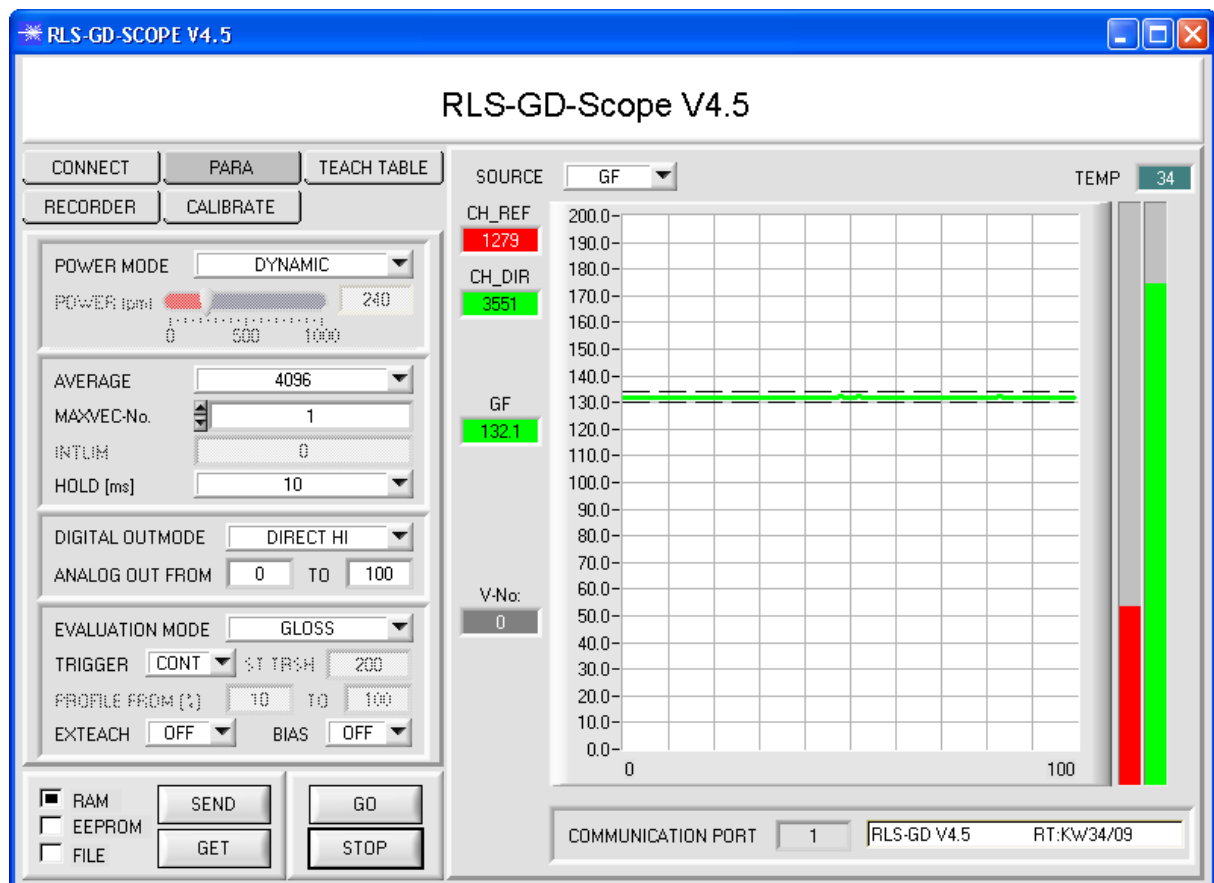 RLS-GD-SCOPE V4.5
RLS-GD-Scope V4.5
CONNECT PARA TEACH TABLE
RECORDER CALIBRATE
POWER MODE DYNAMIC
POWER [pm] 240
0 500 1000
AVERAGE 4096
MAXVEC-No. 1
INTLIM 0
HOLD [ms] 10
DIGITAL OUTMODE DIRECT HI
ANALOG OUT FROM 0 TO 100
EVALUATION MODE GLOSS
TRIGGER CONT ST TRSH 200
PROFILE FROM (%) 10 TO 100
EXTEACH OFF BIAS OFF
RAM
EEPROM
FILE
SEND
GET
GO
STOP
SOURCE GF
TEMP 34
CH_REF
1279
CH_DIR
3551
GF
132.1
V-No:
0
200.0
190.0
180.0
170.0
160.0
150.0
140.0
130.0
120.0
110.0
100.0
90.0
80.0
70.0
60.0
50.0
40.0
30.0
20.0
10.0
0.0
0 100
COMMUNICATION PORT 1 RLS-GD V4.5 RT:KW34/09